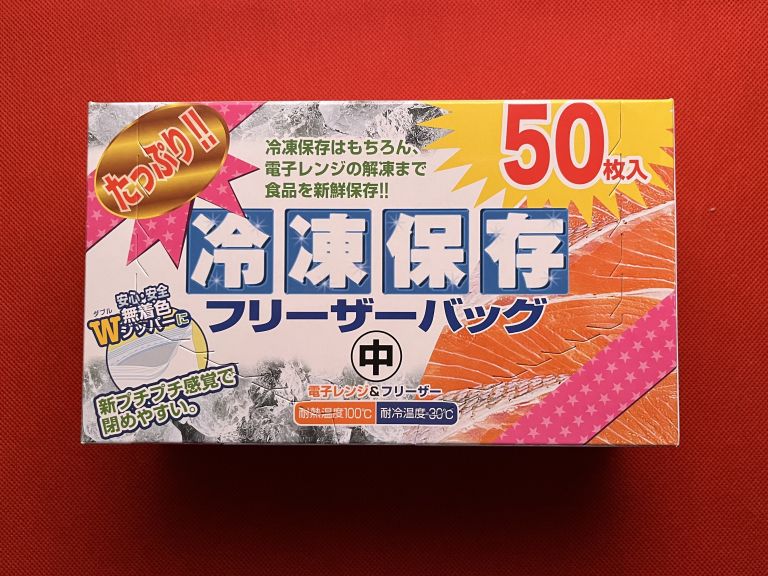 たっぷり!!
冷凍保存はもちろん、
電子レンジの解凍まで
食品を新鮮保存!!
50枚入
冷凍保存
フリーザーバッグ
中
安心・安全
無着色
ダブル
Wジッパーに
新プチプチ感覚で
閉めやすい。
電子レンジ&フリーザー
耐熱温度100℃ 耐冷温度-30℃